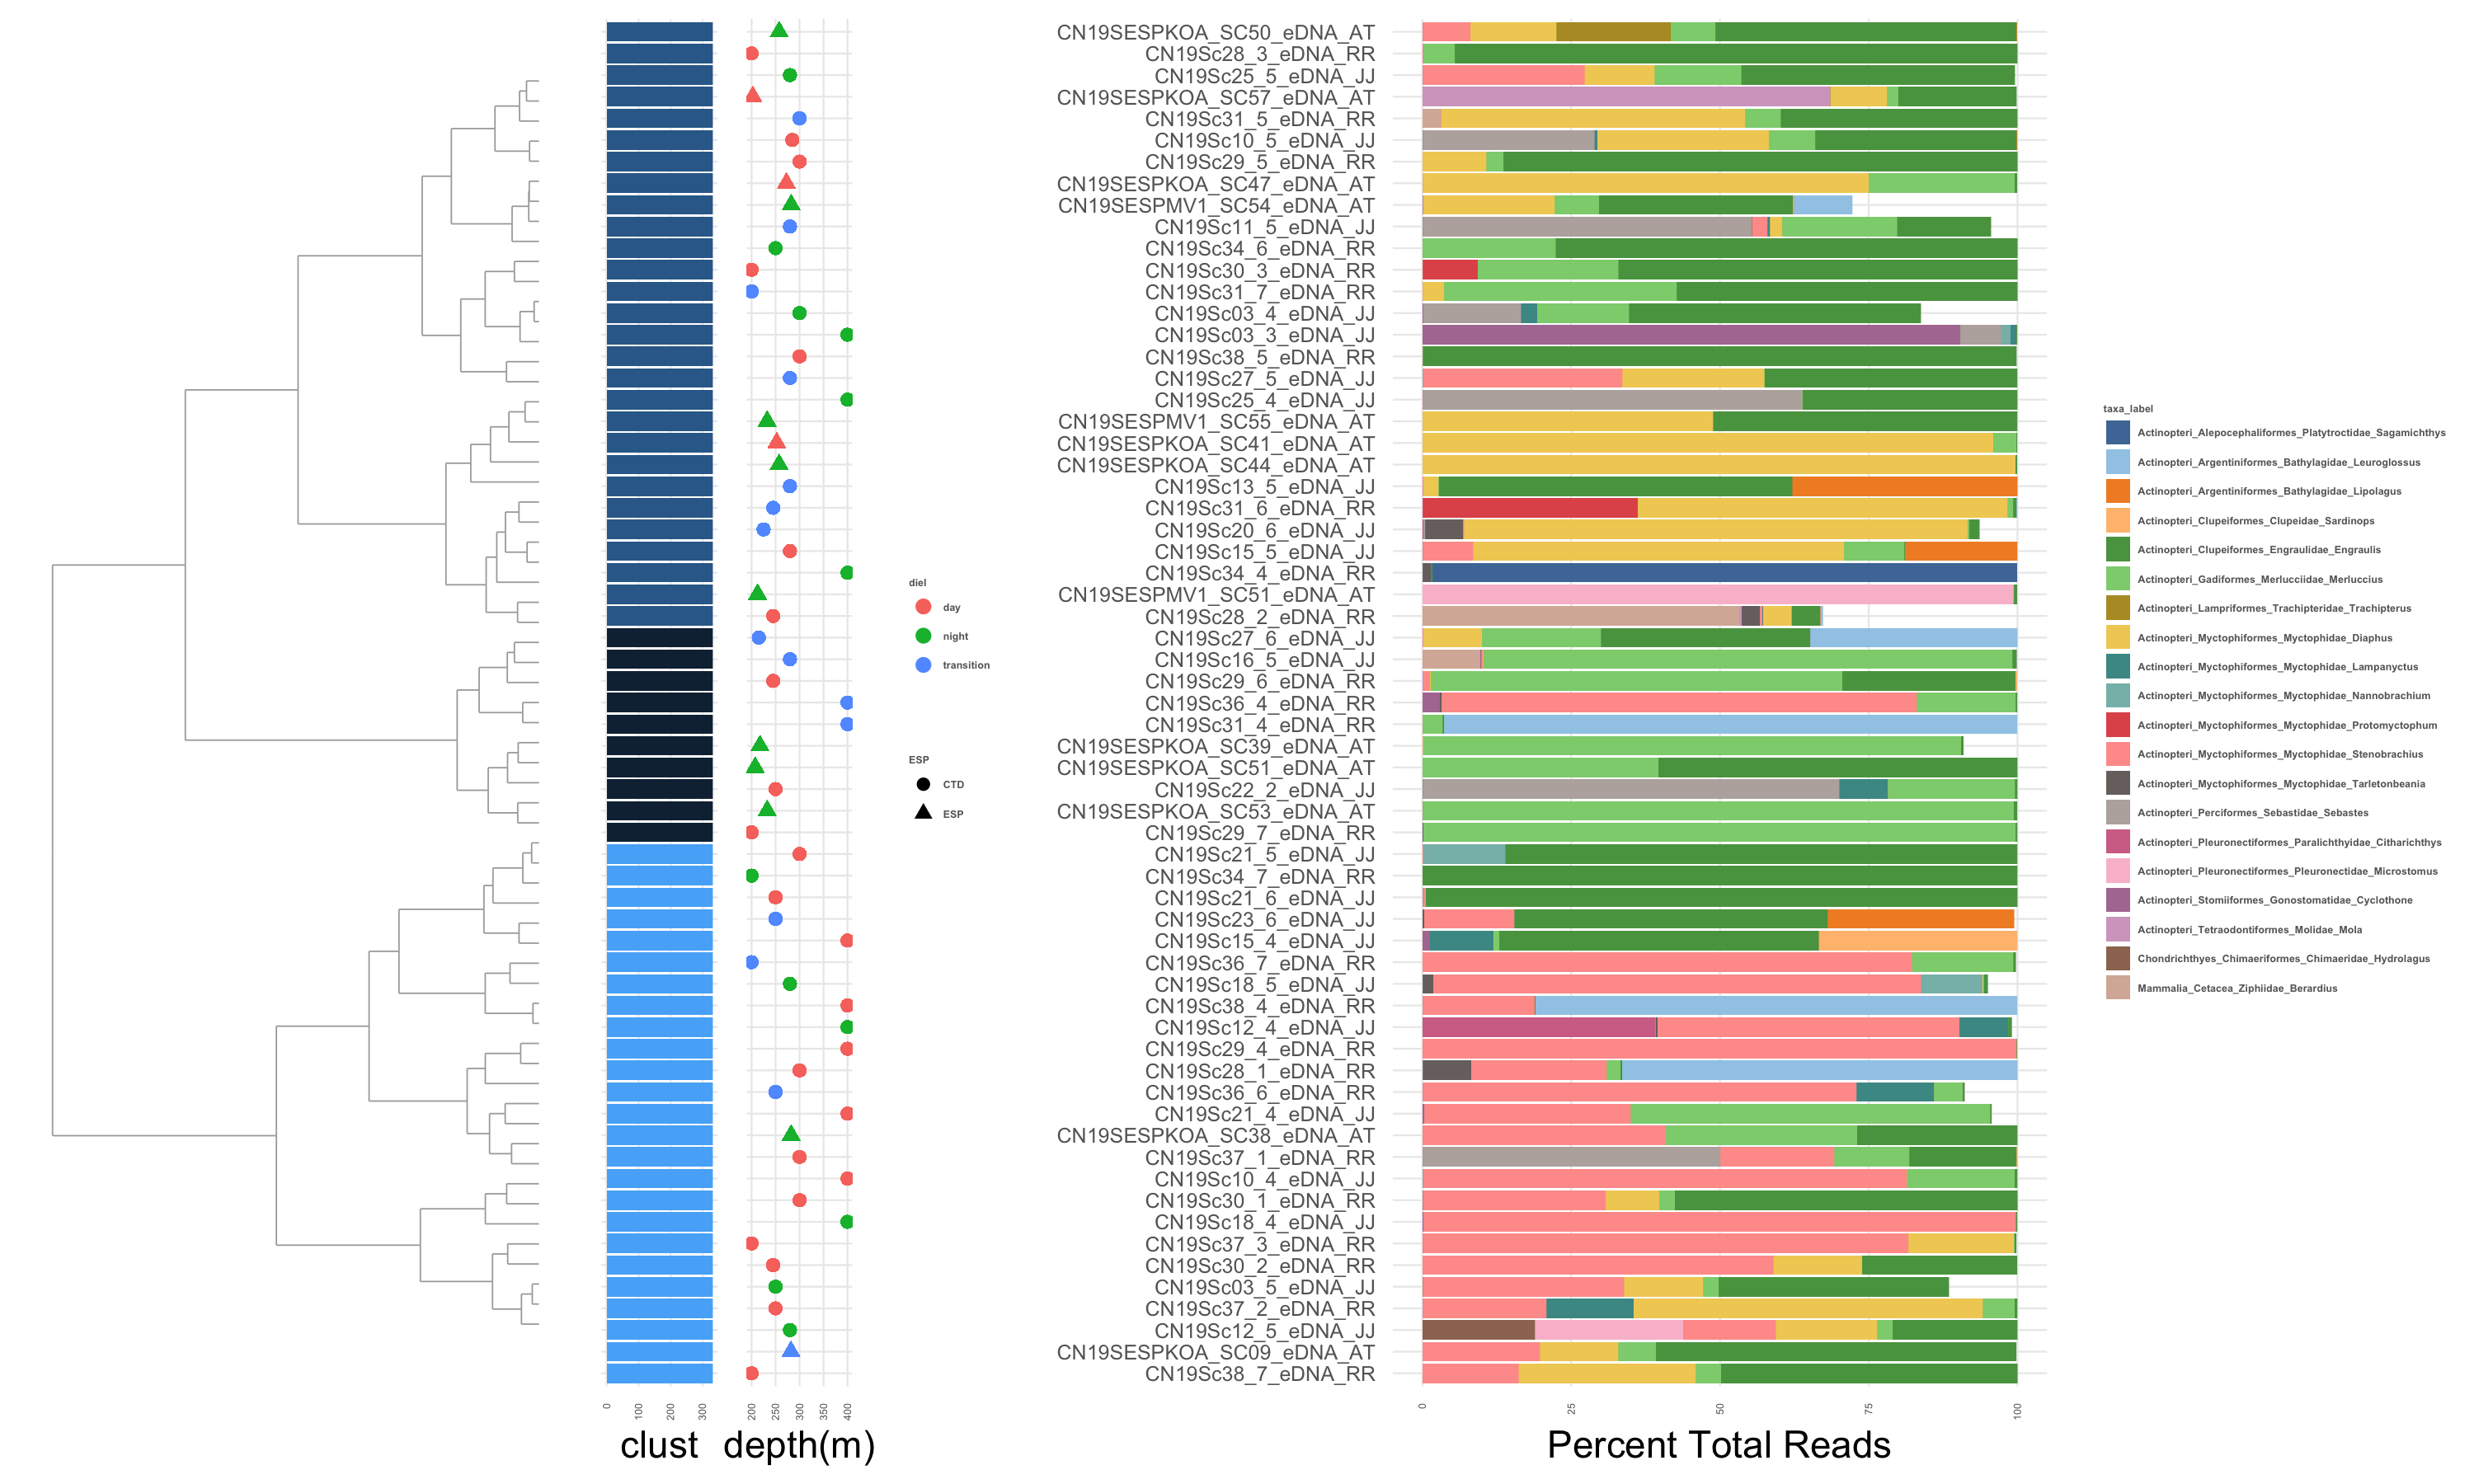 CN19SESPKOA_SC50_eDNA_AT
CN19Sc28_3_eDNA_RR
CN19Sc25_5_eDNA_JJ
CN19SESPKOA_SC57_eDNA_AT
CN19Sc31_5_eDNA_RR
CN19Sc10_5_eDNA_JJ
CN19Sc29_5_eDNA_RR
CN19SESPKOA_SC47_eDNA_AT
CN19SESPMV1_SC54_eDNA_AT
CN19Sc11_5_eDNA_JJ
CN19Sc34_6_eDNA_RR
CN19Sc30_3_eDNA_RR
CN19Sc31_7_eDNA_RR
CN19Sc03_4_eDNA_JJ
CN19Sc03_3_eDNA_JJ
CN19Sc38_5_eDNA_RR
CN19Sc27_5_eDNA_JJ
CN19Sc25_4_eDNA_JJ
CN19SESPMV1_SC55_eDNA_AT
CN19SESPKOA_SC41_eDNA_AT
CN19SESPKOA_SC44_eDNA_AT
CN19Sc13_5_eDNA_JJ
CN19Sc31_6_eDNA_RR
CN19Sc20_6_eDNA_JJ
CN19Sc15_5_eDNA_JJ
CN19Sc34_4_eDNA_RR
CN19SESPMV1_SC51_eDNA_AT
CN19Sc28_2_eDNA_RR
CN19Sc27_6_eDNA_JJ
CN19Sc16_5_eDNA_JJ
CN19Sc29_6_eDNA_RR
CN19Sc36_4_eDNA_RR
CN19Sc31_4_eDNA_RR
CN19SESPKOA_SC39_eDNA_AT
CN19SESPKOA_SC51_eDNA_AT
CN19Sc22_2_eDNA_JJ
CN19SESPKOA_SC53_eDNA_AT
CN19Sc29_7_eDNA_RR
CN19Sc21_5_eDNA_JJ
CN19Sc34_7_eDNA_RR
CN19Sc21_6_eDNA_JJ
CN19Sc23_6_eDNA_JJ
CN19Sc15_4_eDNA_JJ
CN19Sc36_7_eDNA_RR
CN19Sc18_5_eDNA_JJ
CN19Sc38_4_eDNA_RR
CN19Sc12_4_eDNA_JJ
CN19Sc29_4_eDNA_RR
CN19Sc28_1_eDNA_RR
CN19Sc36_6_eDNA_RR
CN19Sc21_4_eDNA_JJ
CN19SESPKOA_SC38_eDNA_AT
CN19Sc37_1_eDNA_RR
CN19Sc10_4_eDNA_JJ
CN19Sc30_1_eDNA_RR
CN19Sc18_4_eDNA_JJ
CN19Sc37_3_eDNA_RR
CN19Sc30_2_eDNA_RR
CN19Sc03_5_eDNA_JJ
CN19Sc37_2_eDNA_RR
CN19Sc12_5_eDNA_JJ
CN19SESPKOA_SC09_eDNA_AT
CN19Sc38_7_eDNA_RR
diel
day
night
transition
ESP
CTD
ESP
taxa_label
Actinopteri_Alepocephaliformes_Platytroctidae_Sagamichthys
Actinopteri_Argentiniformes_Bathylagidae_Leuroglossus
Actinopteri_Argentiniformes_Bathylagidae_Lipolagus
Actinopteri_Clupeiformes_Clupeidae_Sardinops
Actinopteri_Clupeiformes_Engraulidae_Engraulis
Actinopteri_Gadiformes_Merlucciidae_Merluccius
Actinopteri_Lampriformes_Trachipteridae_Trachipterus
Actinopteri_Myctophiformes_Myctophidae_Diaphus
Actinopteri_Myctophiformes_Myctophidae_Lampanyctus
Actinopteri_Myctophiformes_Myctophidae_Nannobrachium
Actinopteri_Myctophiformes_Myctophidae_Protomyctophum
Actinopteri_Myctophiformes_Myctophidae_Stenobrachius
Actinopteri_Myctophiformes_Myctophidae_Tarletonbeania
Actinopteri_Perciformes_Sebastidae_Sebastes
Actinopteri_Pleuronectiformes_Paralichthyidae_Citharichthys
Actinopteri_Pleuronectiformes_Pleuronectidae_Microstomus
Actinopteri_Stomiiformes_Gonostomatidae_Cyclothone
Actinopteri_Tetraodontiformes_Molidae_Mola
Chondrichthyes_Chimaeriformes_Chimaeridae_Hydrolagus
Mammalia_Cetacea_Ziphiidae_Berardius
0 100 200 300
200 250 300 350 400
0 25 50 75 100
clust
depth(m)
Percent Total Reads